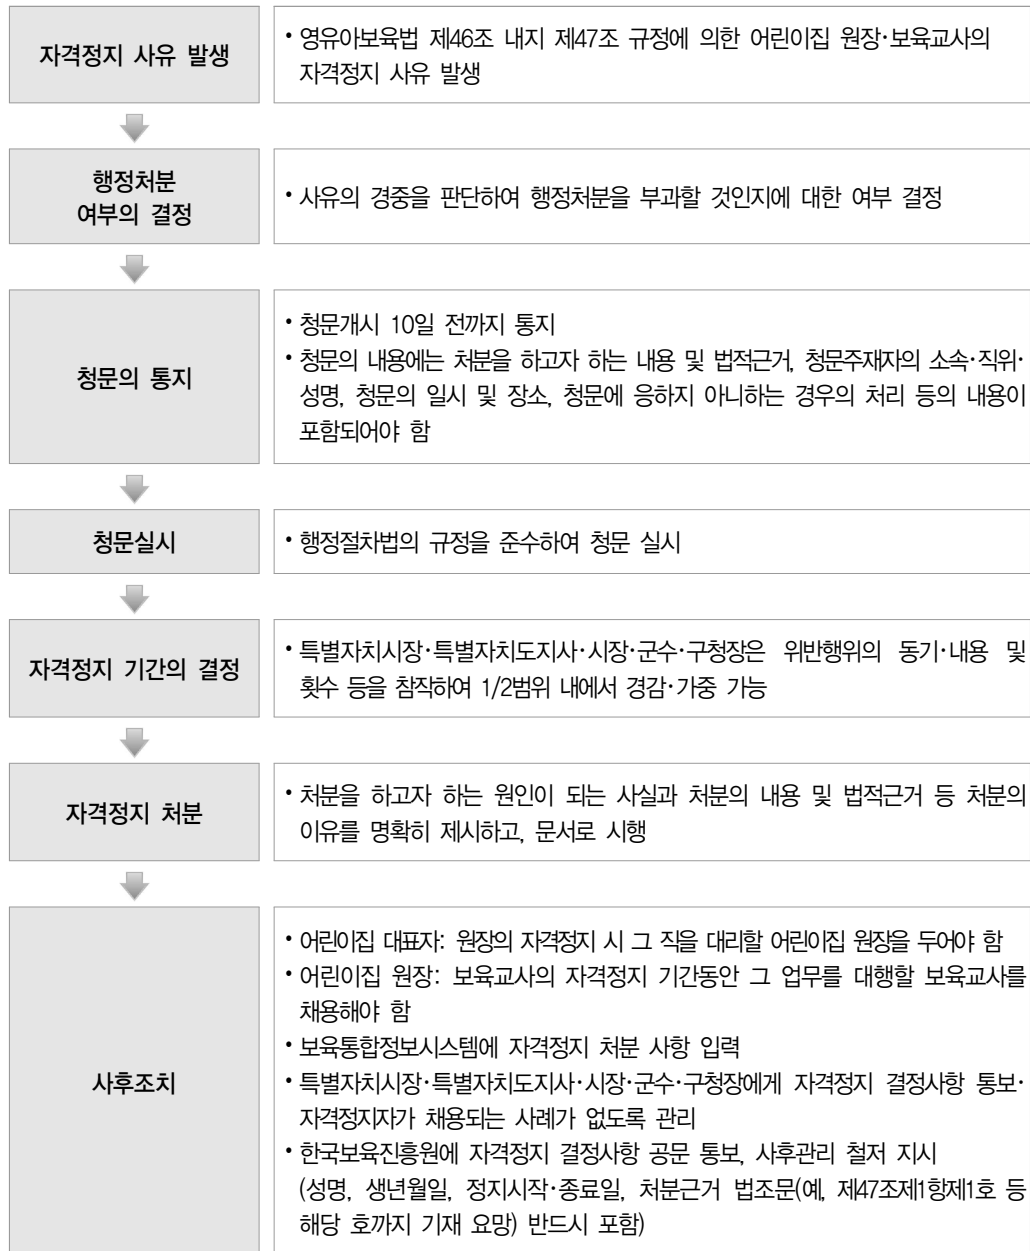 자격정지 사유 발생
• 영유아보육법 제46조 내지 제47조 규정에 의한 어린이집 원장·보육교사의
자격정지 사유 발생
행정처분
여부의 결정
• 사유의 경중을 판단하여 행정처분을 부과할 것인지에 대한 여부 결정
청문의 통지
• 청문개시 10일 전까지 통지
• 청문의 내용에는 처분을 하고자 하는 내용 및 법적근거, 청문주재자의 소속·직위·
성명, 청문의 일시 및 장소, 청문에 응하지 아니하는 경우의 처리 등의 내용이
포함되어야 함
청문실시
• 행정절차법의 규정을 준수하여 청문 실시
자격정지 기간의 결정
• 특별자치시장·특별자치도지사·시장·군수·구청장은 위반행위의 동기·내용 및
횟수 등을 참작하여 1/2범위 내에서 경감·가중 가능
자격정지 처분
• 처분을 하고자 하는 원인이 되는 사실과 처분의 내용 및 법적근거 등 처분의
이유를 명확히 제시하고, 문서로 시행
사후조치
• 어린이집 대표자: 원장의 자격정지 시 그 직을 대리할 어린이집 원장을 두어야 함
• 어린이집 원장: 보육교사의 자격정지 기간동안 그 업무를 대행할 보육교사를
채용해야 함
• 보육통합정보시스템에 자격정지 처분 사항 입력
• 특별자치시장·특별자치도지사·시장·군수·구청장에게 자격정지 결정사항 통보·
자격정지자가 채용되는 사례가 없도록 관리
• 한국보육진흥원에 자격정지 결정사항 공문 통보, 사후관리 철저 지시
(성명, 생년월일, 정지시작·종료일, 처분근거 법조문(예, 제47조제1항제1호 등
해당 호까지 기재 요망) 반드시 포함)